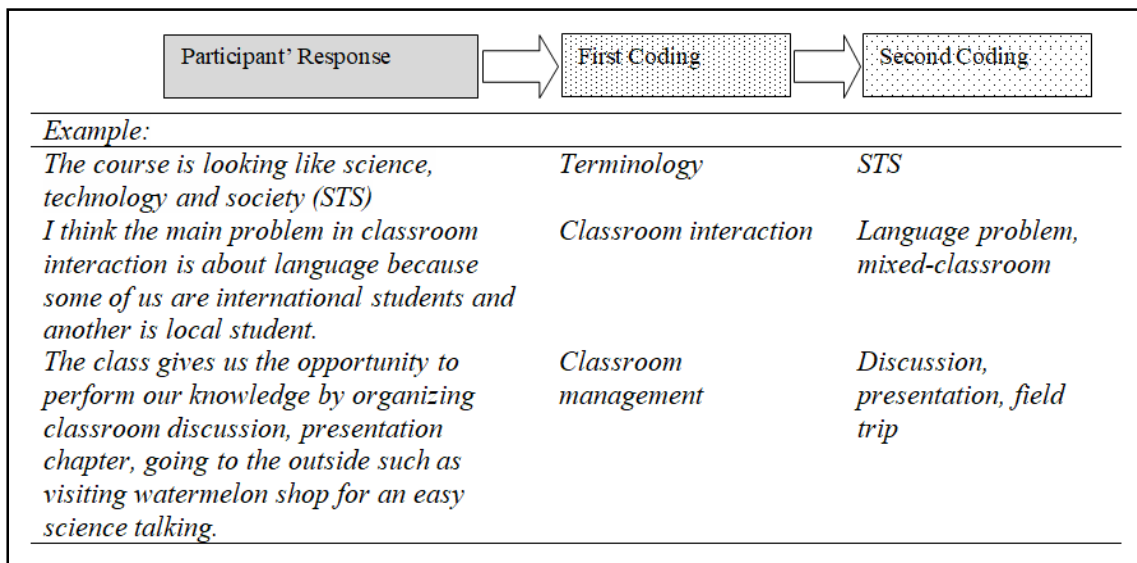 Participant' Response
First Coding
Second Coding
Example:
The course is looking like science,
technology and society (STS)
Terminology
STS
I think the main problem in classroom
interaction is about language because
some of us are international students and
another is local student.
Classroom interaction
Language problem,
mixed-classroom
The class gives us the opportunity to
perform our knowledge by organizing
classroom discussion, presentation
chapter, going to the outside such as
visiting watermelon shop for an easy
science talking.
Classroom
management
Discussion,
presentation, field
trip